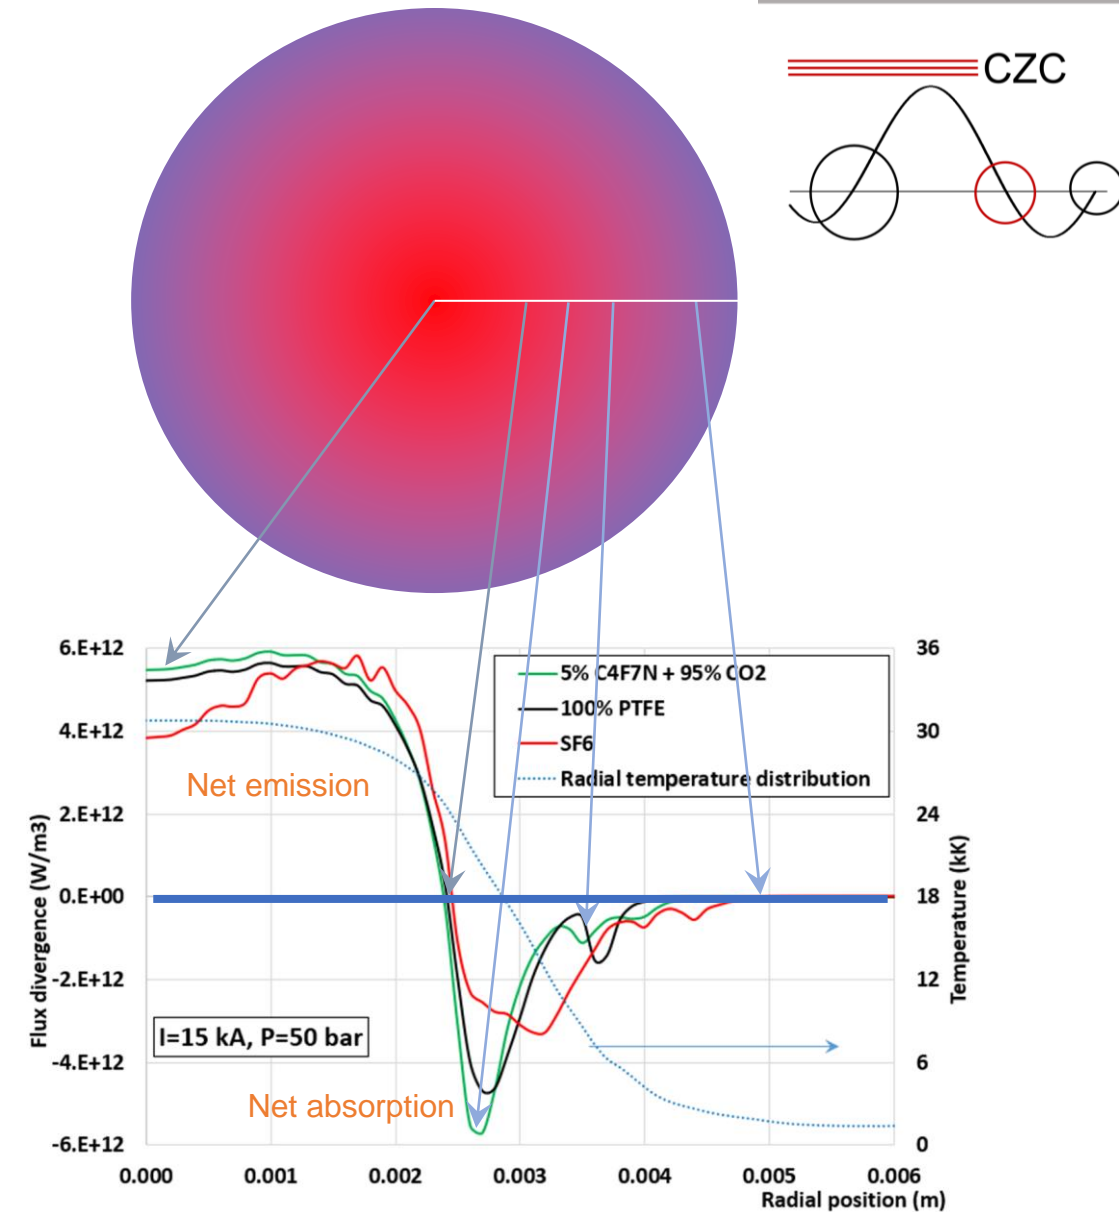 CZC
6.E+12
4.E+12
2.E+12
0.E+00
-2.E+12
-4.E+12
-6.E+12
Flux divergence (W/m3)
36
30
24
18
12
6
0
Temperature (kK)
5% C4F7N + 95% CO2
100% PTFE
SF6
Radial temperature distribution
Net emission
I=15 kA, P=50 bar
Net absorption
0.000 0.001 0.002 0.003 0.004 0.005 0.006
Radial position (m)